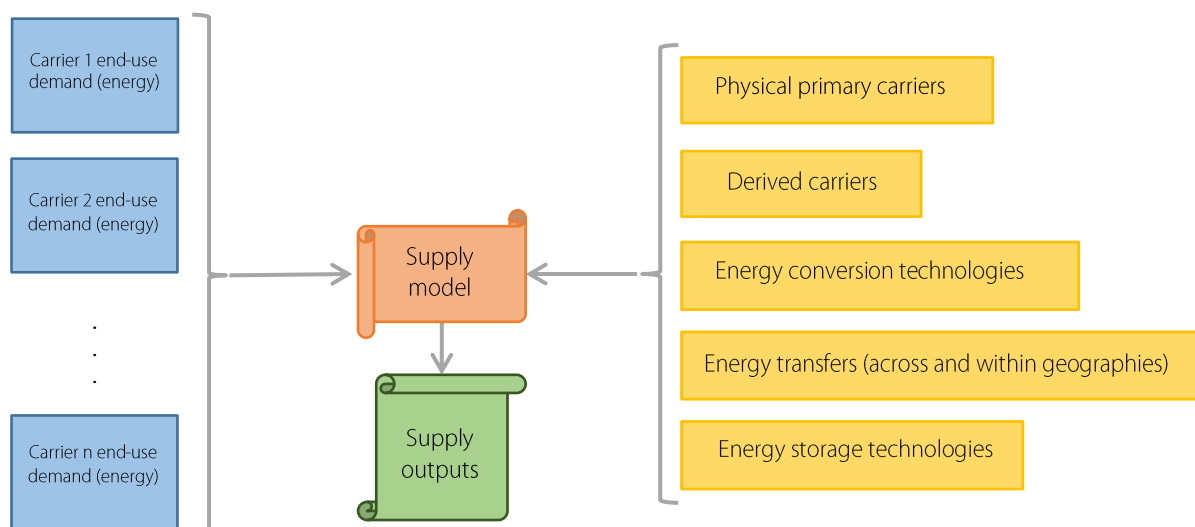 Carrier 1 end-use
demand (energy)
Carrier 2 end-use
demand (energy)
.
.
.
Carrier n end-use
demand (energy)
Supply
model
Supply
outputs
Physical primary carriers
Derived carriers
Energy conversion technologies
Energy transfers (across and within geographies)
Energy storage technologies